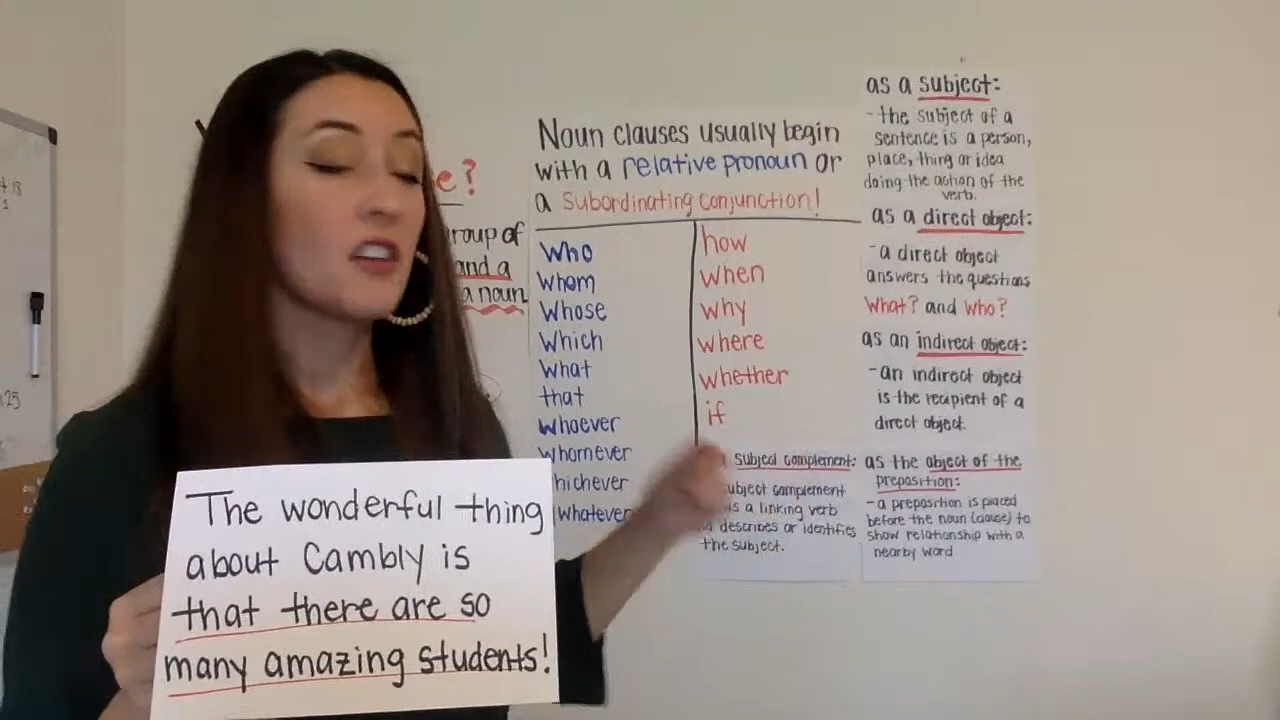 e?
group of
and a
a noun
Noun clauses usually begin
with a relative pronoun or
a Subordinating Conjunction!
who
whom
whose
which
what
that
whoever
whomever
hichever
whatever
how
when
why
where
whether
if
subject complement:
subject complement
is a linking verb
describes or identifies
the subject.
as a subject:
- the subject of a
sentence is a person,
place, thing or idea
doing the action of the
verb.
as a direct object:
- a direct object
answers the questions
What? and Who?
as an indirect object:
- an indirect object
is the recipient of a
direct object.
as the object of the
preposition:
- a preposition is placed
before the noun (clause) to
show relationship with a
nearby word
The wonderful thing
about Cambly is
that there are so
many amazing students!